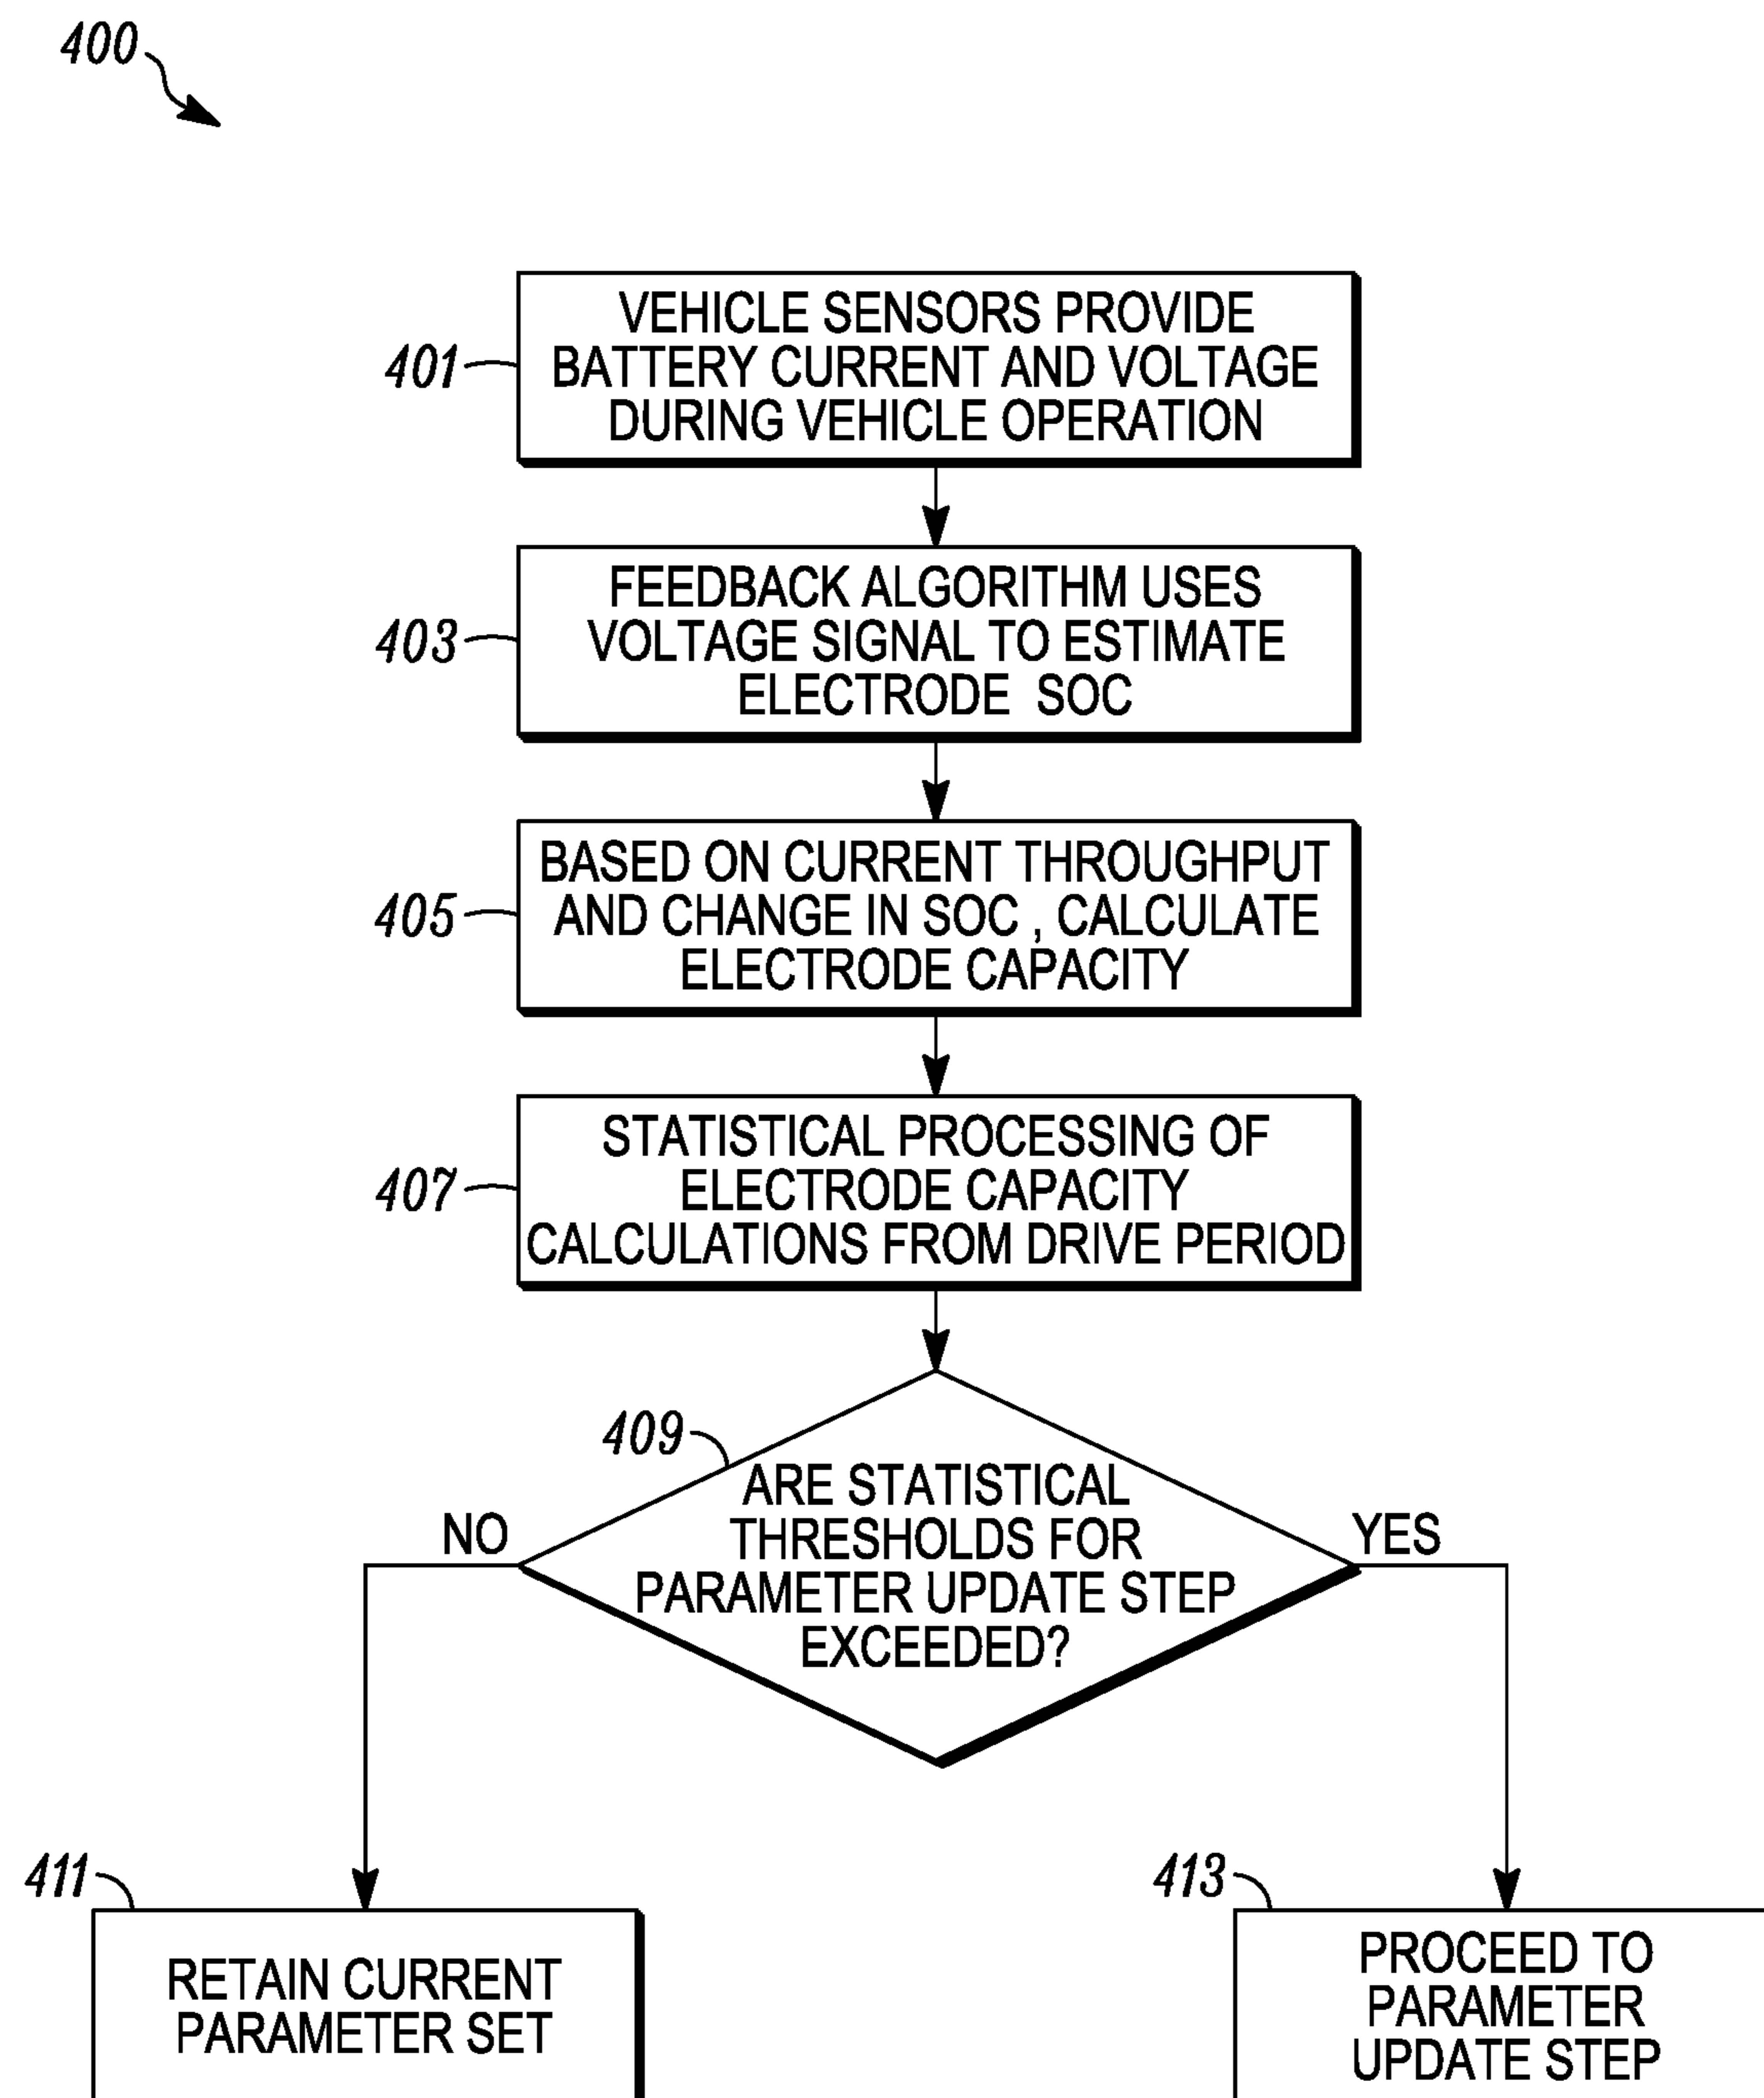 400
401
VEHICLE SENSORS PROVIDE
BATTERY CURRENT AND VOLTAGE
DURING VEHICLE OPERATION
403
FEEDBACK ALGORITHM USES
VOLTAGE SIGNAL TO ESTIMATE
ELECTRODE SOC
405
BASED ON CURRENT THROUGHPUT
AND CHANGE IN SOC , CALCULATE
ELECTRODE CAPACITY
407
STATISTICAL PROCESSING OF
ELECTRODE CAPACITY
CALCULATIONS FROM DRIVE PERIOD
409
ARE STATISTICAL
THRESHOLDS FOR
PARAMETER UPDATE STEP
EXCEEDED?
NO
YES
411
RETAIN CURRENT
PARAMETER SET
413
PROCEED TO
PARAMETER
UPDATE STEP